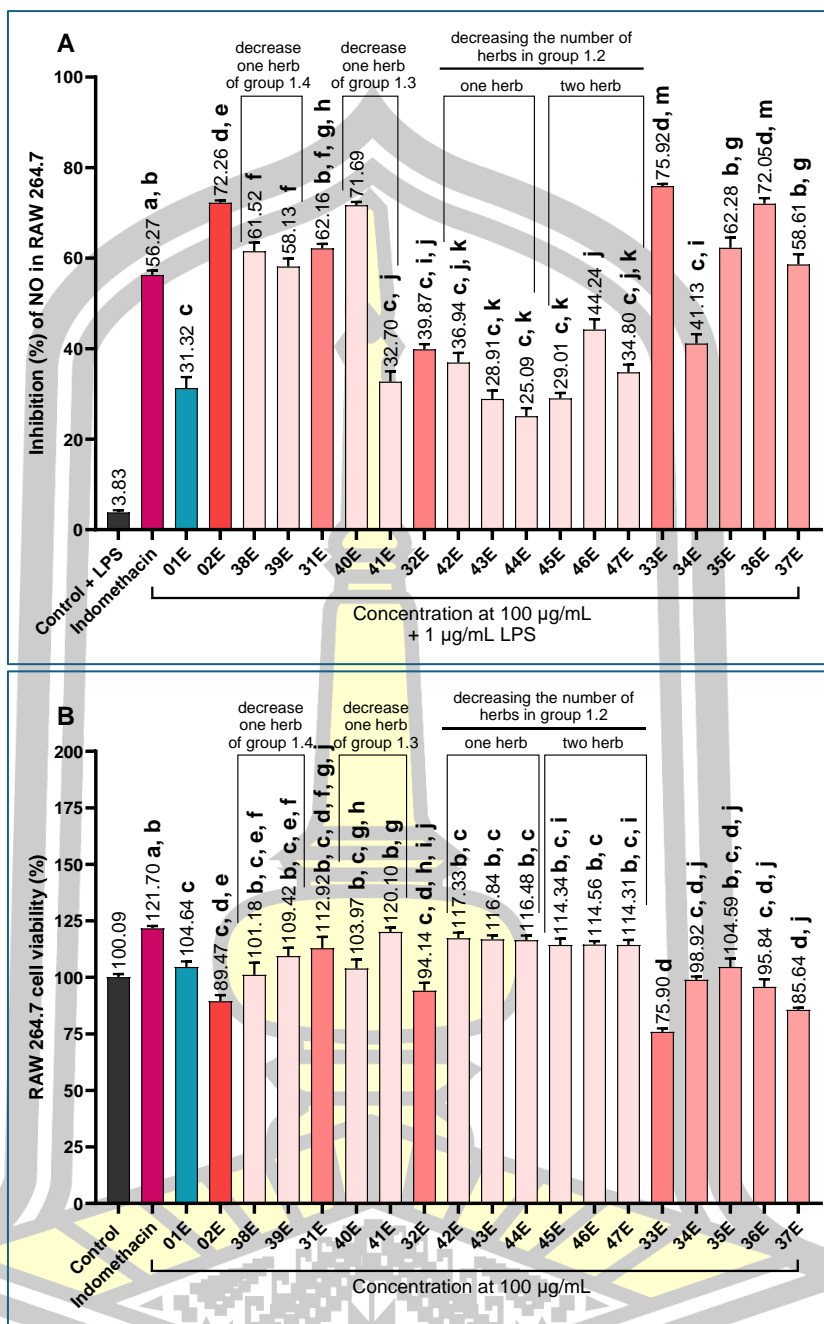 A
decrease
one herb
of group 1.4
decrease
one herb
of group 1.3
decreasing the number of
herbs in group 1.2
one herb
two herb
Inhibition (%) of NO in RAW 264.7
100
80
60
40
20
0
3.83
56.27 a, b
31.32 c
72.26 d, e
61.52 f
58.13 f
62.16 b, f, g, h
71.69
32.70 c, j
39.87 c, i, j
36.94 c, j, k
28.91 c, k
25.09 c, k
29.01 c, k
44.24 j
34.80 c, j, k
75.92 d, m
41.13 c, i
62.28 b, g
72.05 d, m
58.61 b, g
Control + LPS
Indomethacin
01E
02E
38E
39E
31E
40E
41E
32E
42E
43E
44E
45E
46E
47E
33E
34E
35E
36E
37E
Concentration at 100 µg/mL
+ 1 µg/mL LPS
B
decrease
one herb
of group 1.4
decrease
one herb
of group 1.3
decreasing the number of
herbs in group 1.2
one herb
two herb
RAW 264.7 cell viability (%)
200
175
150
125
100
75
50
25
0
100.09
121.70 a, b
104.64 c
89.47 c, d, e
101.18 b, c, e, f
109.42 b, c, e, f
112.92 b, c, d, f, g, j
103.97 b, c, g, h
120.10 b, g
94.14 c, d, h, i, j
117.33 b, c
116.84 b, c
116.48 b, c
114.34 b, c, i
114.56 b, c
114.31 b, c, i
75.90 d
98.92 c, d, j
104.59 b, c, d, j
95.84 c, d, j
85.64 d, j
Control
Indomethacin
01E
02E
38E
39E
31E
40E
41E
32E
42E
43E
44E
45E
46E
47E
33E
34E
35E
36E
37E
Concentration at 100 µg/mL